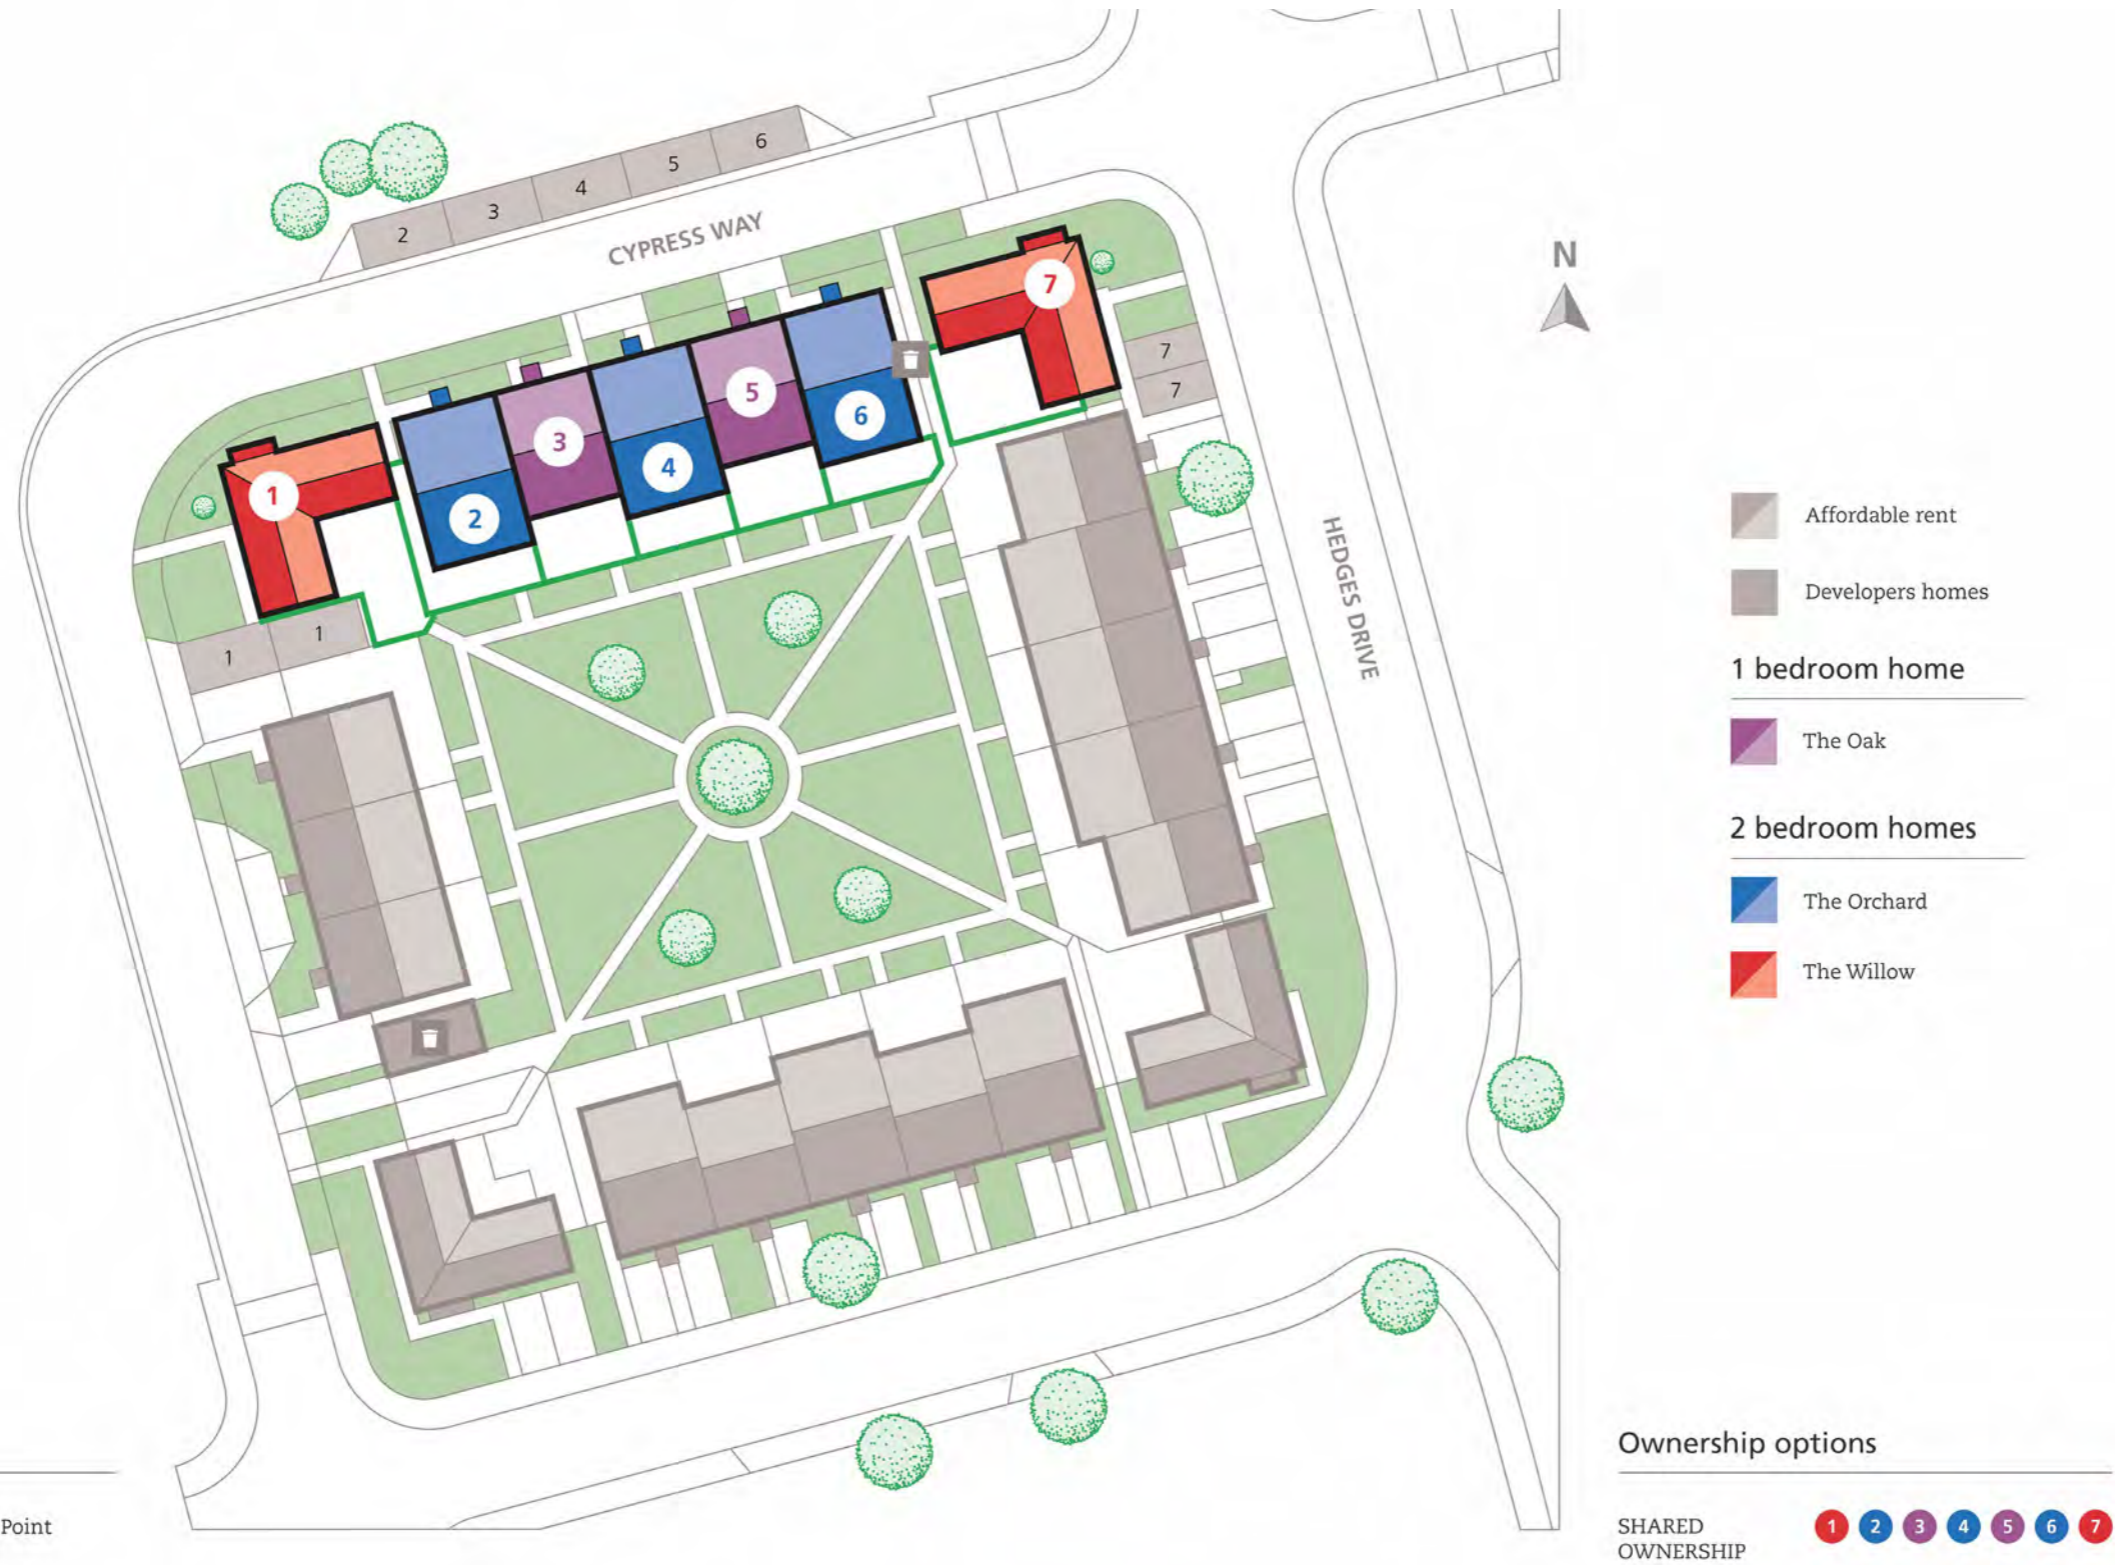 6
5
4
3
2
CYPRESS WAY
N
7
7
7
5
6
3
4
1
2
1
1
HEDGES DRIVE
Affordable rent
Developers homes
1 bedroom home
The Oak
2 bedroom homes
The Orchard
The Willow
Ownership options
Point
SHARED
OWNERSHIP
1 2 3 4 5 6 7